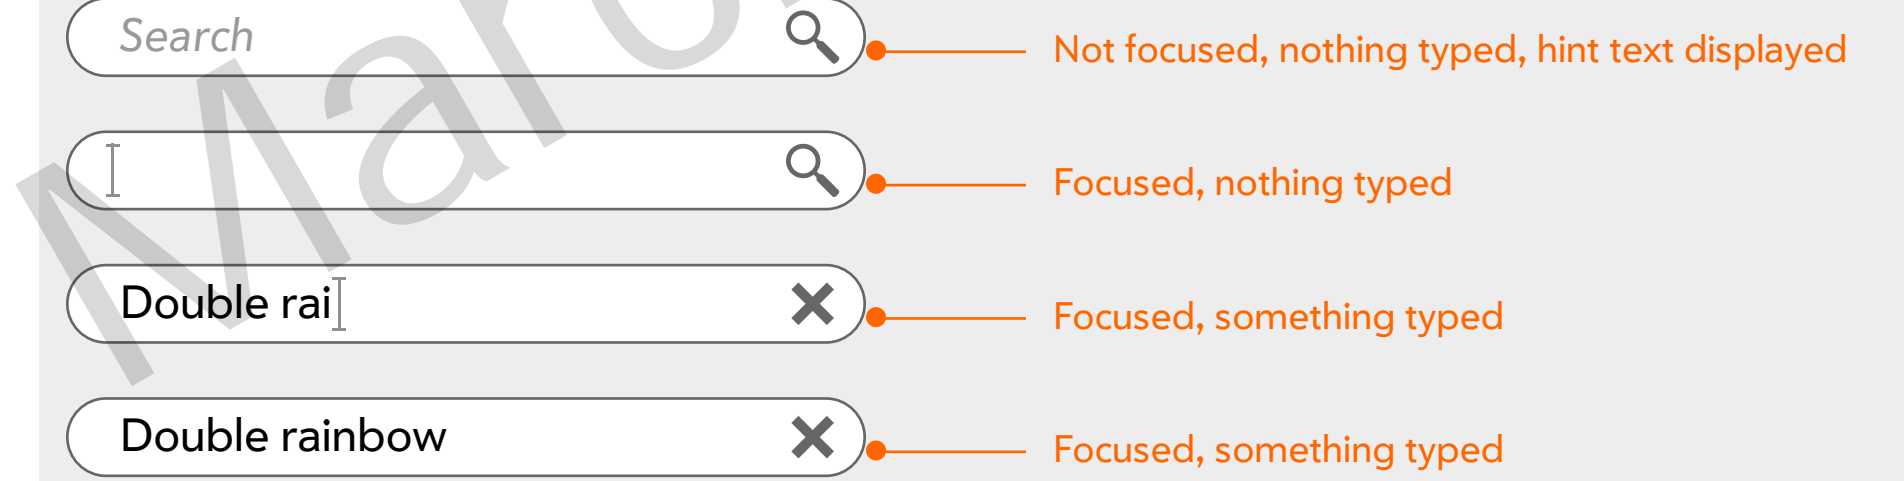 Search
Not focused, nothing typed, hint text displayed
Focused, nothing typed
Double rai
Focused, something typed
Double rainbow
Focused, something typed